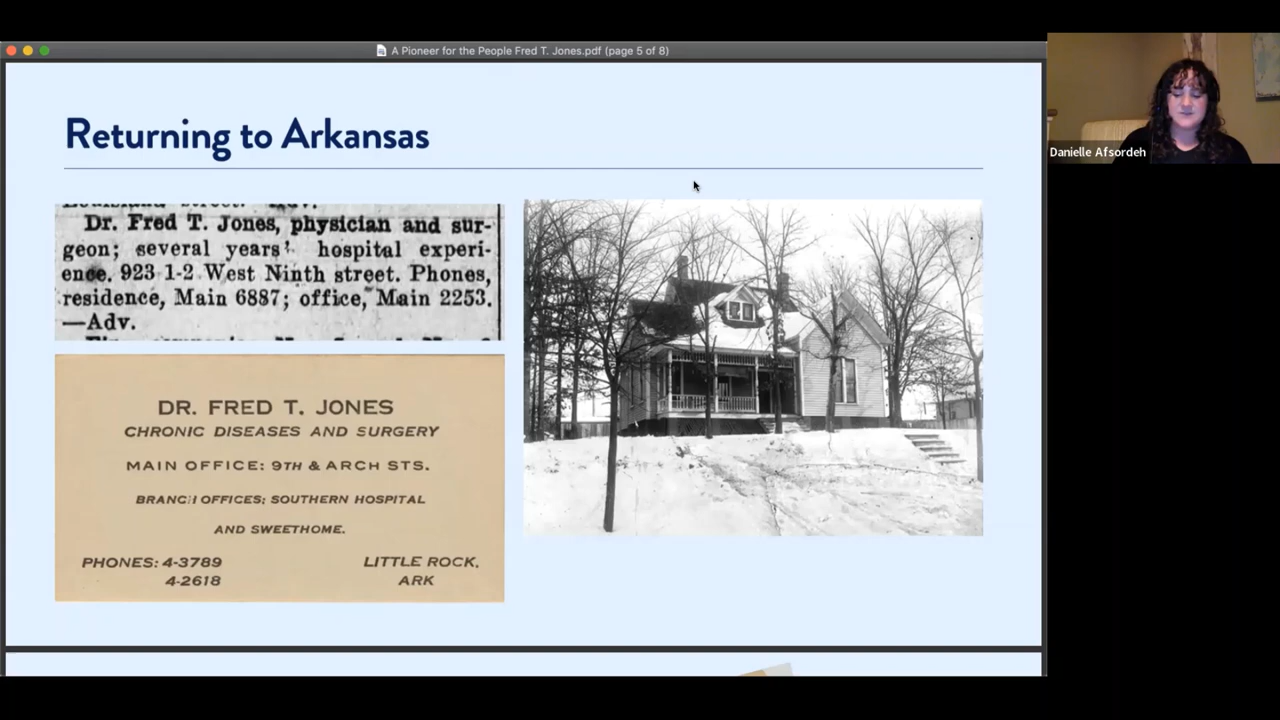 A Pioneer for the People Fred T. Jones.pdf (page 5 of 8)
Returning to Arkansas
Dr. Fred T. Jones, physician and sur-
geon; several years' hospital experi-
ence. 923 1-2 West Ninth street. Phones,
residence, Main 6887; office, Main 2253.
—Adv.
DR. FRED T. JONES
CHRONIC DISEASES AND SURGERY
MAIN OFFICE: 9TH & ARCH STS.
BRANCH OFFICES; SOUTHERN HOSPITAL
AND SWEETHOME.
PHONES: 4-3789
4-2618
LITTLE ROCK,
ARK
Danielle Afsordeh